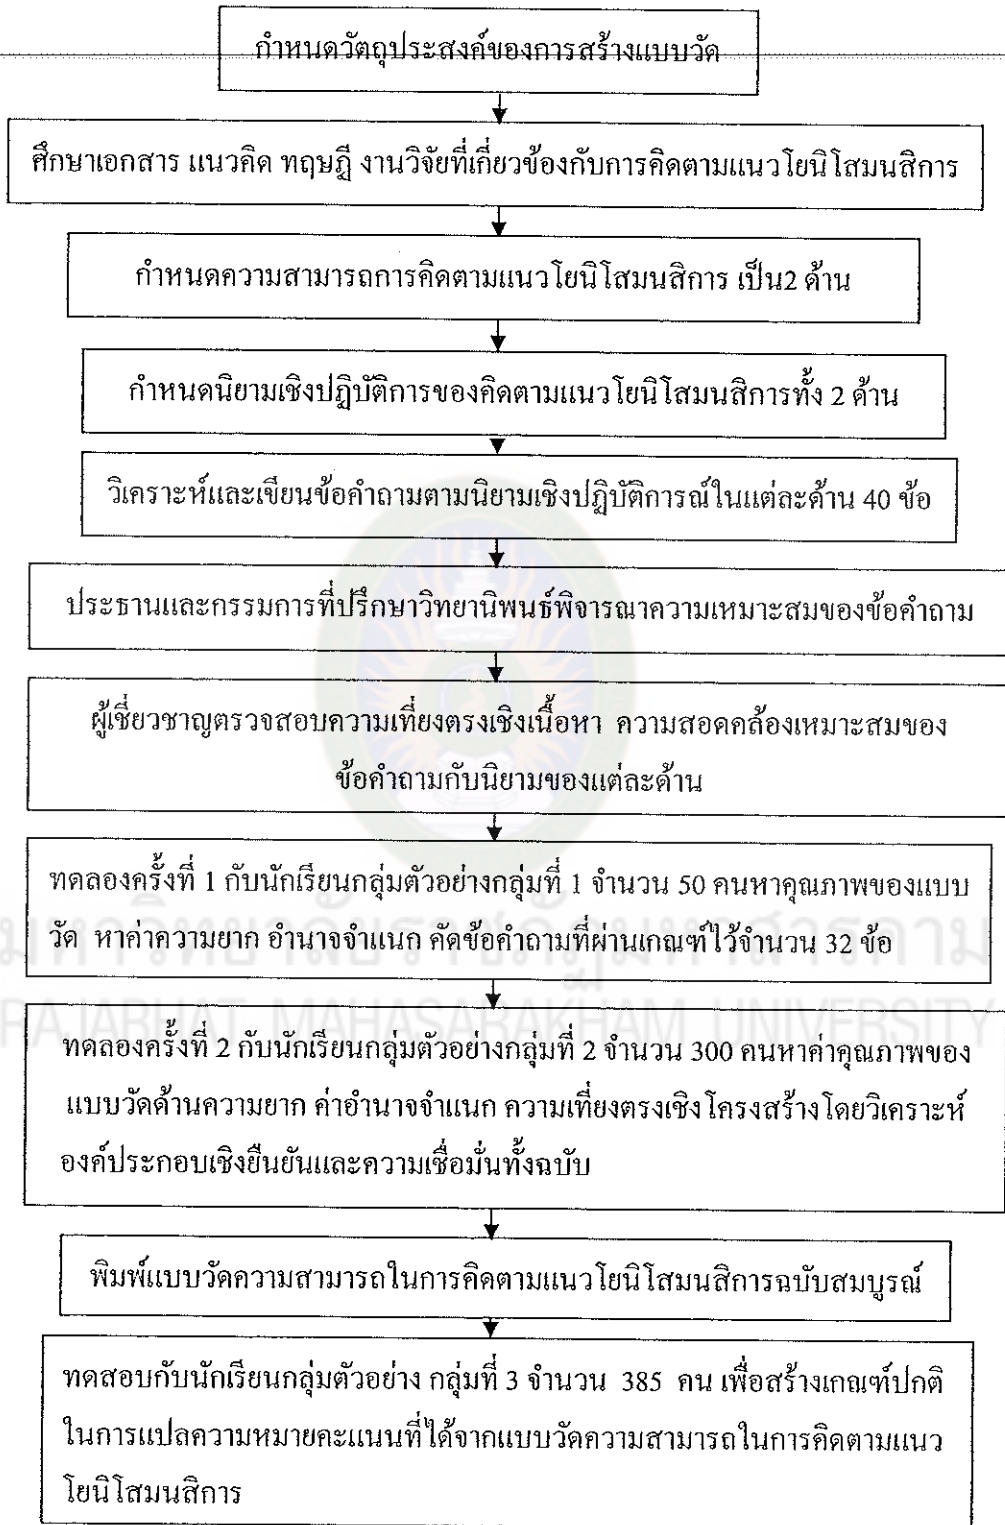 กำหนดวัตถุประสงค์ของการสร้างแบบวัด
ศึกษาเอกสาร แนวคิด ทฤษฎี งานวิจัยที่เกี่ยวข้องกับการคิดตามแนวโยนิโสมนสิการ
กำหนดความสามารถการคิดตามแนวโยนิโสมนสิการ เป็น2 ด้าน
กำหนดนิยามเชิงปฏิบัติการของคิดตามแนวโยนิโสมนสิการทั้ง 2 ด้าน
วิเคราะห์และเขียนข้อคำถามตามนิยามเชิงปฏิบัติการณ์ในแต่ละด้าน 40 ข้อ
ประธานและกรรมการที่ปรึกษาวิทยานิพนธ์พิจารณาความเหมาะสมของข้อคำถาม
ผู้เชี่ยวชาญตรวจสอบความเที่ยงตรงเชิงเนื้อหา ความสอดคล้องเหมาะสมของ
ข้อคำถามกับนิยามของแต่ละด้าน
ทดลองครั้งที่ 1 กับนักเรียนกลุ่มตัวอย่างกลุ่มที่ 1 จำนวน 50 คนหาคุณภาพของแบบ
วัด หาค่าความยาก อำนาจจำแนก คัดข้อคำถามที่ผ่านเกณฑ์ไว้จำนวน 32 ข้อ
มหาวิทยาลัยราชภัฏมหาสารคาม
RAJABHAT MAHASARAKHAM UNIVERSITY
ทดลองครั้งที่ 2 กับนักเรียนกลุ่มตัวอย่างกลุ่มที่ 2 จำนวน 300 คนหาค่าคุณภาพของ
แบบวัดด้านความยาก ค่าอำนาจจำแนก ความเที่ยงตรงเชิงโครงสร้างโดยวิเคราะห์
องค์ประกอบเชิงยืนยันและความเชื่อมั่นทั้งฉบับ
พิมพ์แบบวัดความสามารถในการคิดตามแนวโยนิโสมนสิการฉบับสมบูรณ์
ทดสอบกับนักเรียนกลุ่มตัวอย่าง กลุ่มที่ 3 จำนวน 385 คน เพื่อสร้างเกณฑ์ปกติ
ในการแปลความหมายคะแนนที่ได้จากแบบวัดความสามารถในการคิดตามแนว
โยนิโสมนสิการ